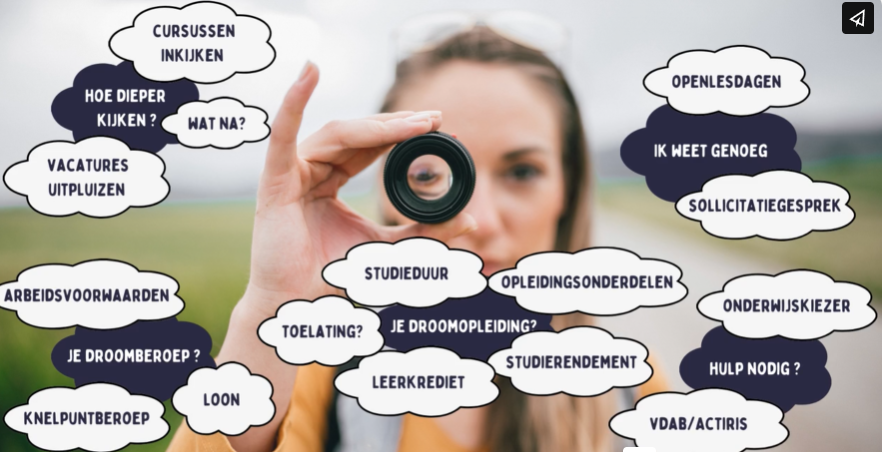 CURSUSSEN
INKIJKEN
HOE DIEPER
KIJKEN ?
WAT NA?
VACATURES
UITPLUIZEN
OPENLESDAGEN
IK WEET GENOEG
SOLLICITATIEGESPREK
STUDIEDUUR
OPLEIDINGSONDERDELEN
TOELATING?
JE DROOMOPLEIDING?
LEERKREDIET
STUDIERENDEMENT
ARBEIDSVOORWAARDEN
JE DROOMBEROEP ?
LOON
KNELPUNTBEROEP
ONDERWIJSKIEZER
HULP NODIG ?
VDAB/ACTIRIS